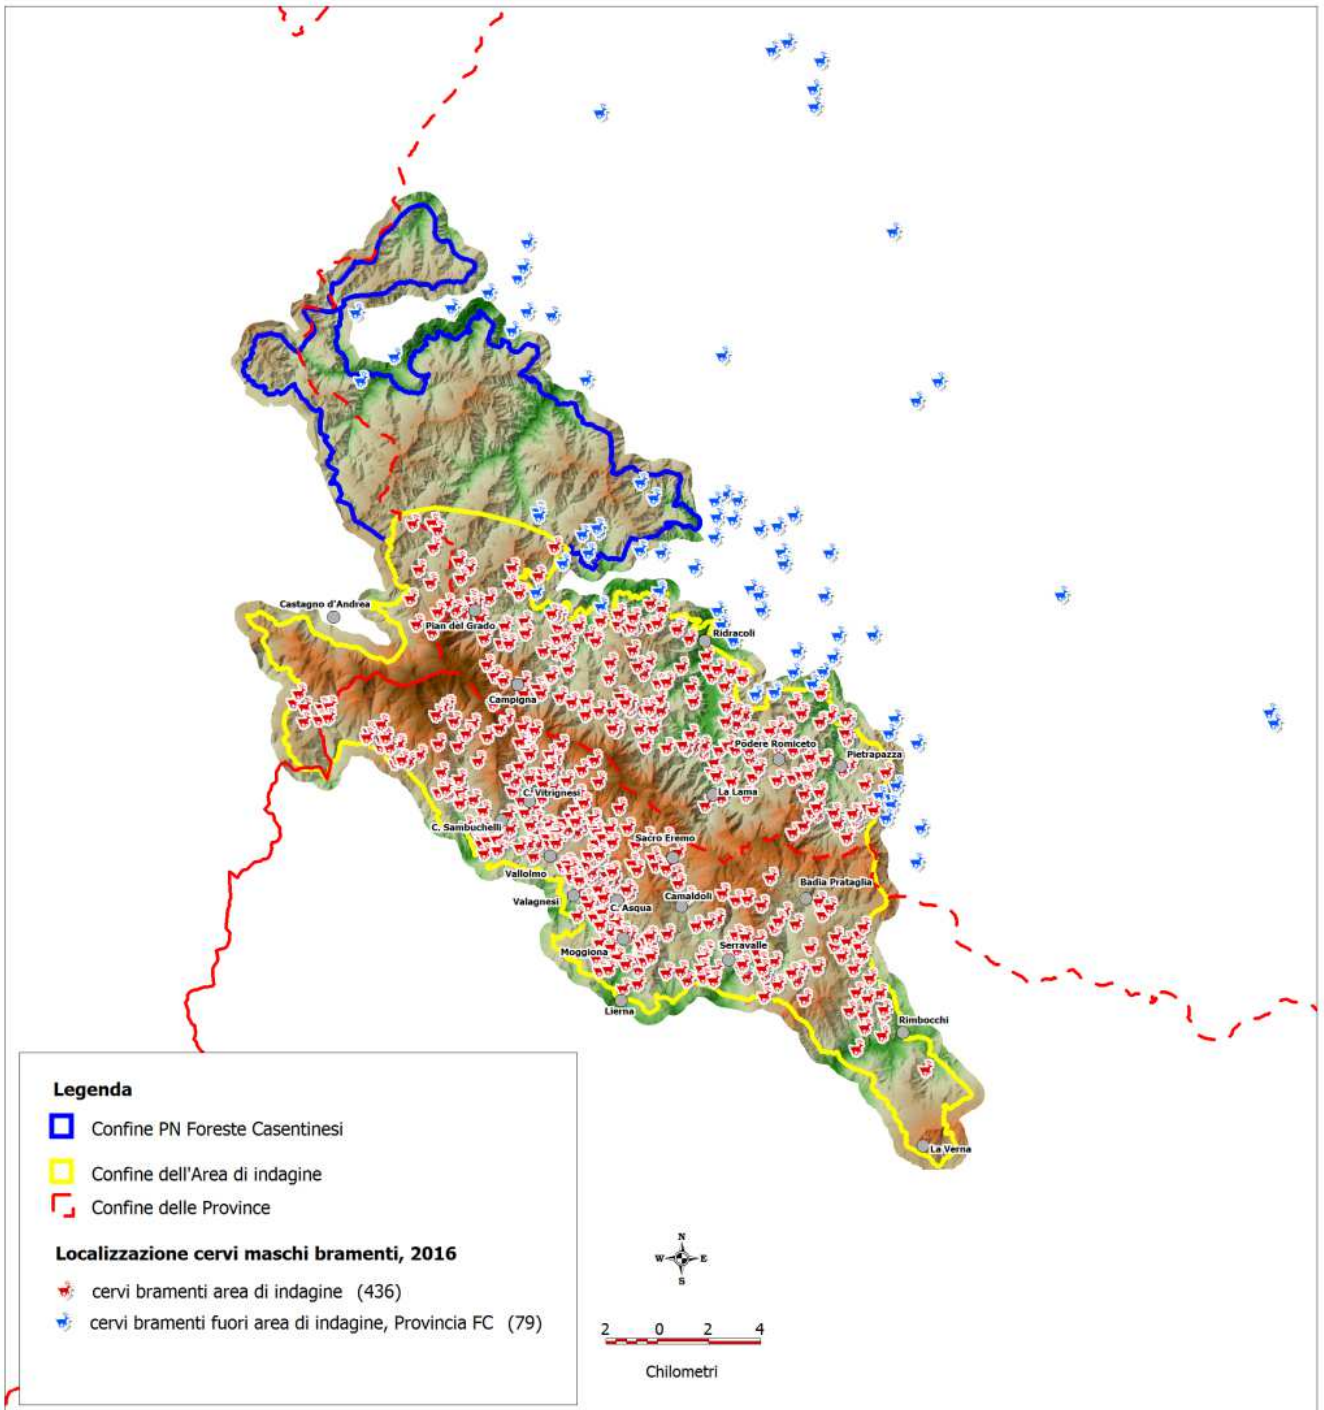 Castagno d'Andrea
Pian del Grado
Ridracoli
Campigna
Podere Romiceto
Pietrapazza
La Lama
C. Vitrignesi
C. Sambuchelli
Sacro Eremo
Vallolmo
Badia Prataglia
Valagnesi
Camaldoli
C. Asqua
Moggiona
Serravalle
Lierna
Rimbocchi
La Verna
Legenda
Confine PN Foreste Casentinesi
Confine dell'Area di indagine
Confine delle Province
Localizzazione cervi maschi bramenti, 2016
cervi bramenti area di indagine (436)
cervi bramenti fuori area di indagine, Provincia FC (79)
N
W E
S
2 0 2 4
Chilometri